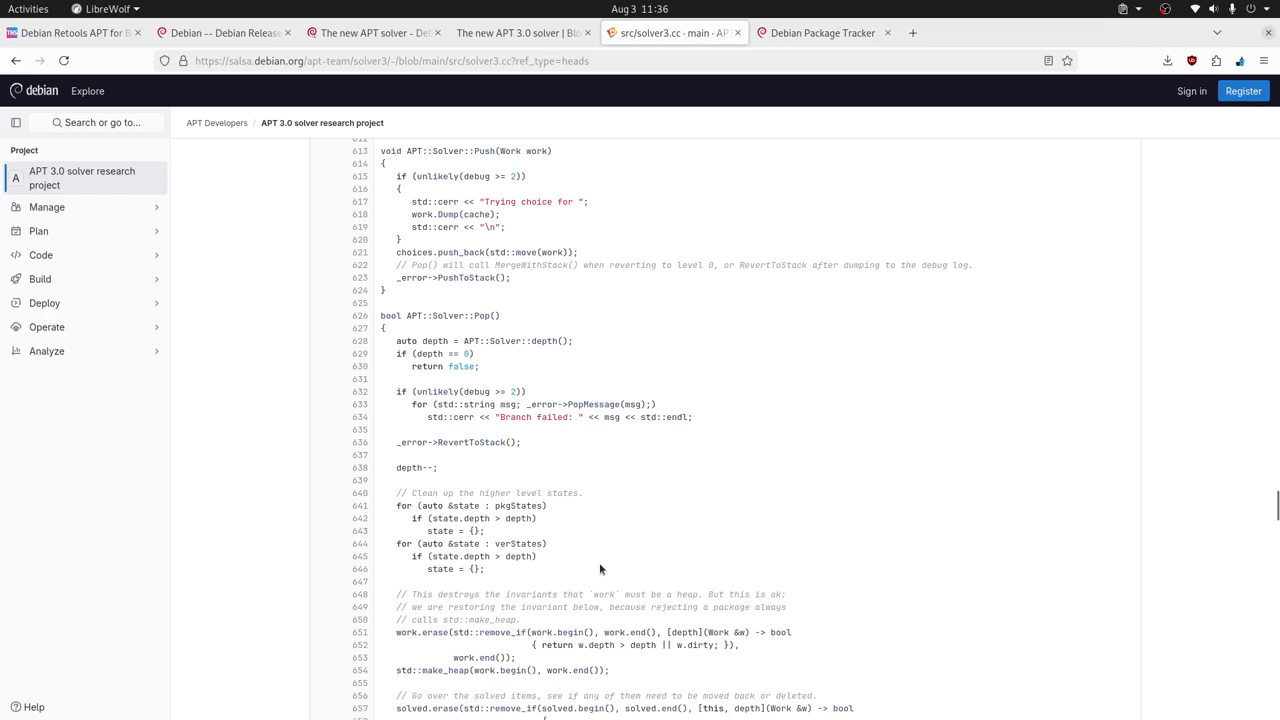 Activities
LibreWolf
Aug 3 11:36
Debian Retools APT for B
Debian -- Debian Releas
The new APT solver - Det
The new APT 3.0 solver | Blo
src/solver3.cc · main · AP
Debian Package Tracker
https://salsa.debian.org/apt-team/solver3/-/blob/main/src/solver3.cc?ref_type=heads
debian
Explore
Sign in
Register
Search or go to...
APT Developers / APT 3.0 solver research project
Project
A APT 3.0 solver research project
Manage
Plan
Code
Build
Deploy
Operate
Analyze
Help
612
613 void APT::Solver::Push(Work work)
614 {
615 if (unlikely(debug >= 2))
616 {
617 std::cerr << "Trying choice for ";
618 work.Dump(cache);
619 std::cerr << "\n";
620 }
621 choices.push_back(std::move(work));
622 // Pop() will call MergeWithStack() when reverting to level 0, or RevertToStack after dumping to the debug log.
623 _error->PushToStack();
624 }
625
626 bool APT::Solver::Pop()
627 {
628 auto depth = APT::Solver::depth();
629 if (depth == 0)
630 return false;
631
632 if (unlikely(debug >= 2))
633 for (std::string msg; _error->PopMessage(msg);)
634 std::cerr << "Branch failed: " << msg << std::endl;
635
636 _error->RevertToStack();
637
638 depth--;
639
640 // Clean up the higher level states.
641 for (auto &state : pkgStates)
642 if (state.depth > depth)
643 state = {};
644 for (auto &state : verStates)
645 if (state.depth > depth)
646 state = {};
647
648 // This destroys the invariants that `work` must be a heap. But this is ok:
649 // we are restoring the invariant below, because rejecting a package always
650 // calls std::make_heap.
651 work.erase(std::remove_if(work.begin(), work.end(), [depth](Work &w) -> bool
652 { return w.depth > depth || w.dirty; }),
653 work.end());
654 std::make_heap(work.begin(), work.end());
655
656 // Go over the solved items, see if any of them need to be moved back or deleted.
657 solved.erase(std::remove_if(solved.begin(), solved.end(), [this, depth](Work &w) -> bool